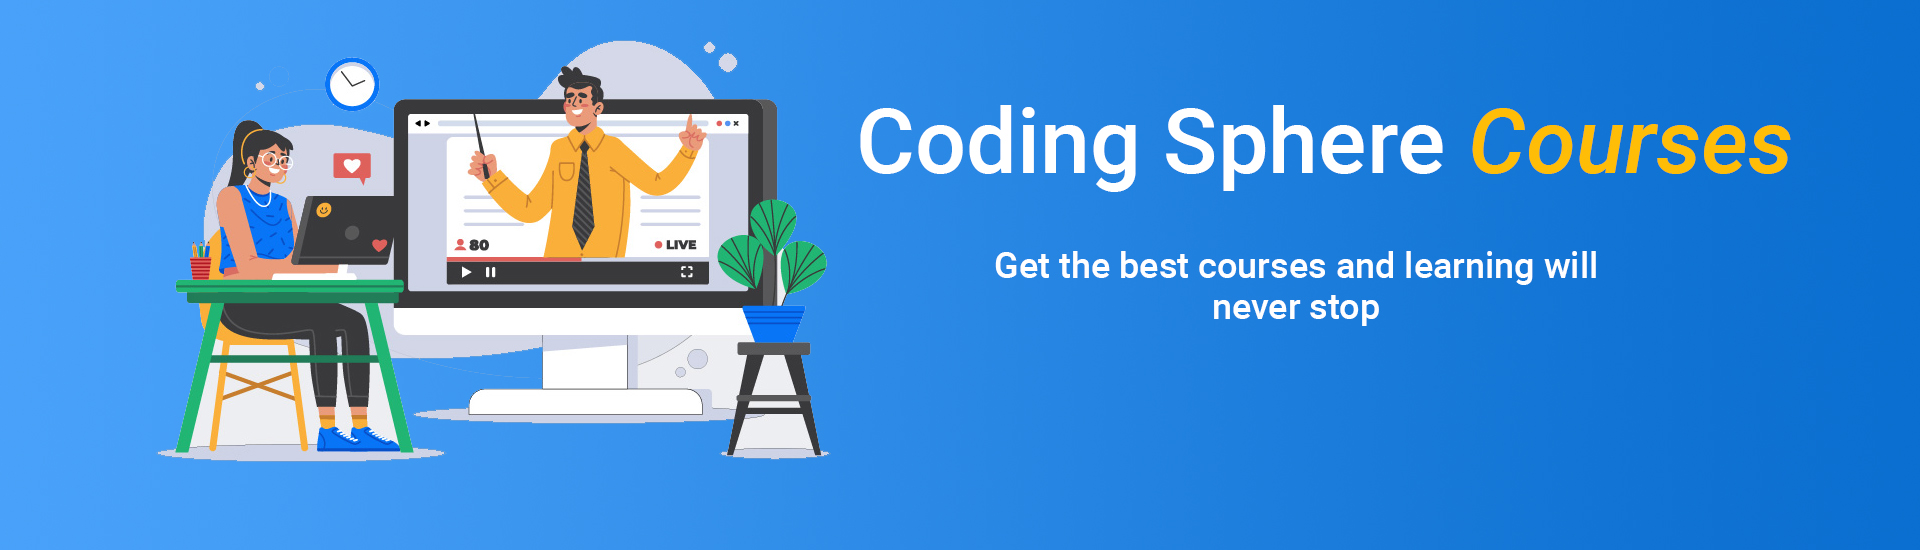 Coding Sphere Courses
Get the best courses and learning will
never stop
80
LIVE